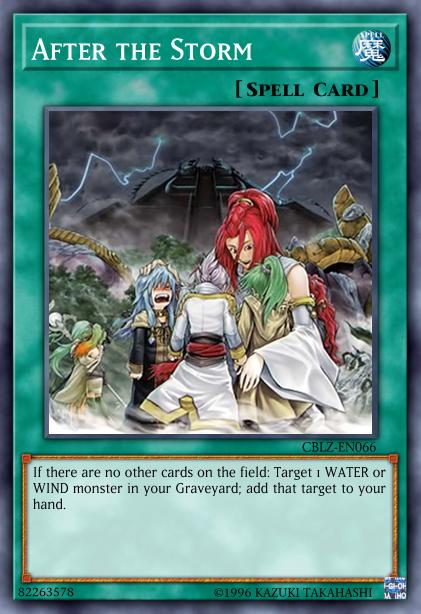 AFTER THE STORM
SPELL
魔
[SPELL CARD]
CBLZ-EN066
If there are no other cards on the field: Target 1 WATER or
WIND monster in your Graveyard; add that target to your
hand.
82263578
©1996 KAZUKI TAKAHASHI